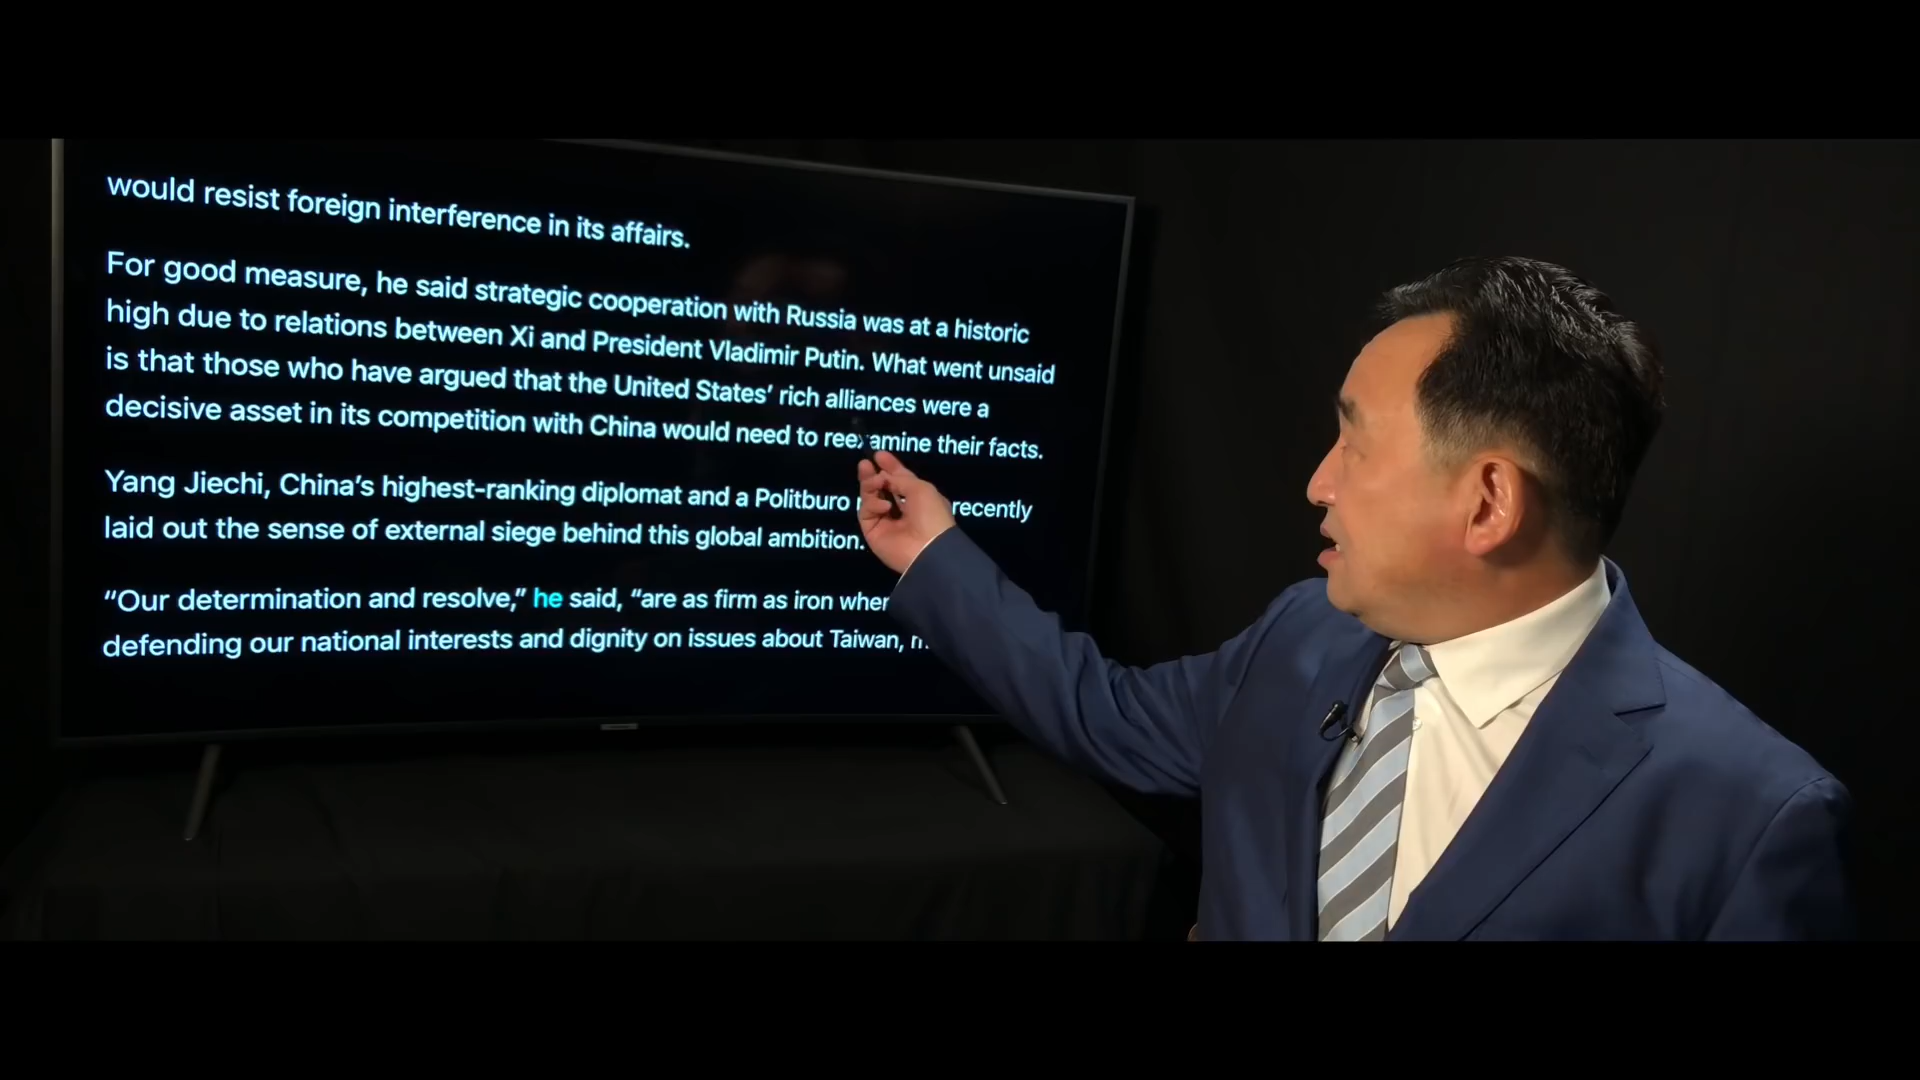 would resist foreign interference in its affairs.
For good measure, he said strategic cooperation with Russia was at a historic
high due to relations between Xi and President Vladimir Putin. What went unsaid
is that those who have argued that the United States’ rich alliances were a
decisive asset in its competition with China would need to reexamine their facts.
Yang Jiechi, China’s highest-ranking diplomat and a Politburo recently
laid out the sense of external siege behind this global ambition.
“Our determination and resolve,” he said, “are as firm as iron when
defending our national interests and dignity on issues about Taiwan,